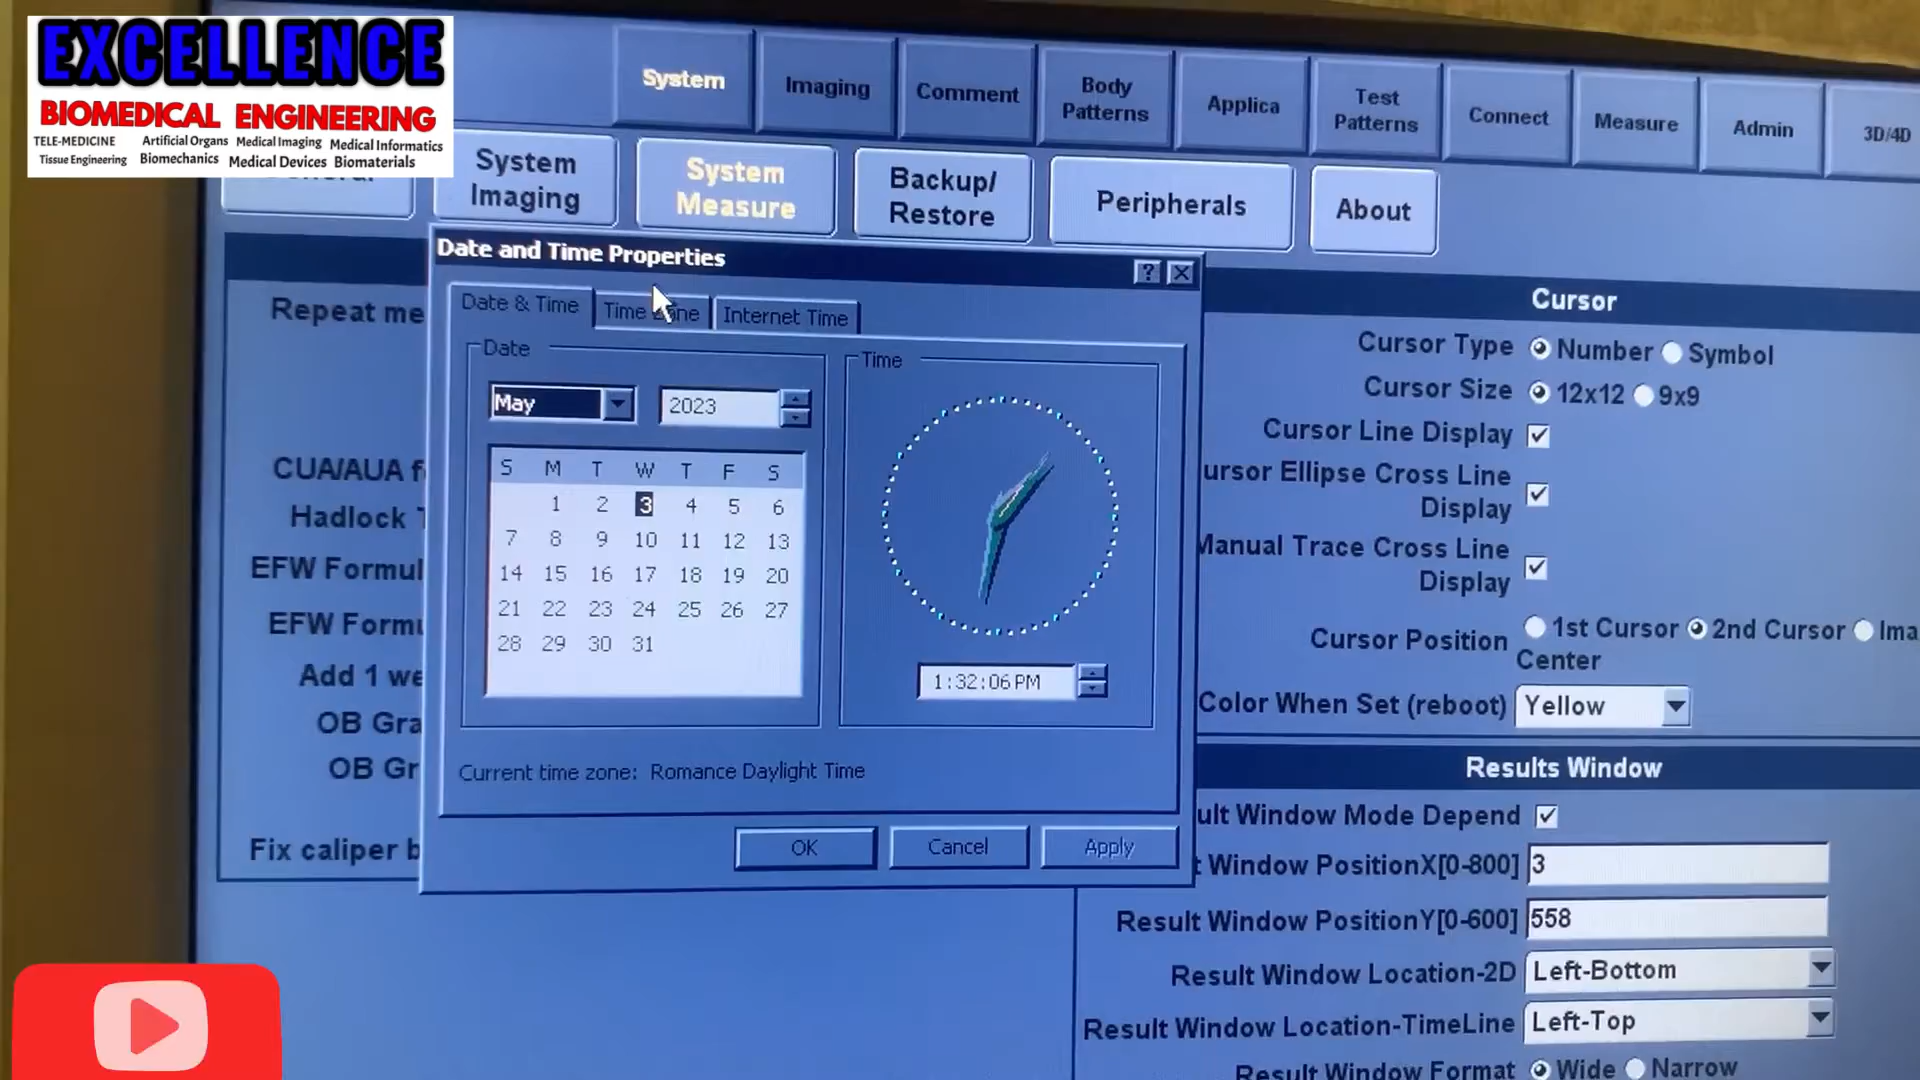 EXCELLENCE
BIOMEDICAL ENGINEERING
TELE-MEDICINE Artificial Organs Medical Imaging Medical Informatics
Tissue Engineering Biomechanics Medical Devices Biomaterials
System
Imaging
Comment
Body
Patterns
Applica
Test
Patterns
Connect
Measure
Admin
3D/4D
System
Imaging
System
Measure
Backup/
Restore
Peripherals
About
Date and Time Properties
Date & Time
Internet Time
Date
May
2023
S M T W T F S
1 2 3 4 5 6
7 8 9 10 11 12 13
14 15 16 17 18 19 20
21 22 23 24 25 26 27
28 29 30 31
Time
1:32:06 PM
Current time zone: Romance Daylight Time
OK
Cancel
Apply
Repeat me
CUA/AUA f
Hadlock
EFW Formul
EFW Formu
Add 1 we
OB Gra
OB Gr
Fix caliper b
Cursor
Cursor Type Number Symbol
Cursor Size 12x12 9x9
Cursor Line Display
ursor Ellipse Cross Line
Display
Manual Trace Cross Line
Display
Cursor Position 1st Cursor 2nd Cursor Ima
Center
Color When Set (reboot) Yellow
Results Window
ult Window Mode Depend
t Window PositionX[0-800] 3
Result Window PositionY[0-600] 558
Result Window Location-2D Left-Bottom
Result Window Location-TimeLine Left-Top
Result Window Format Wide Narrow